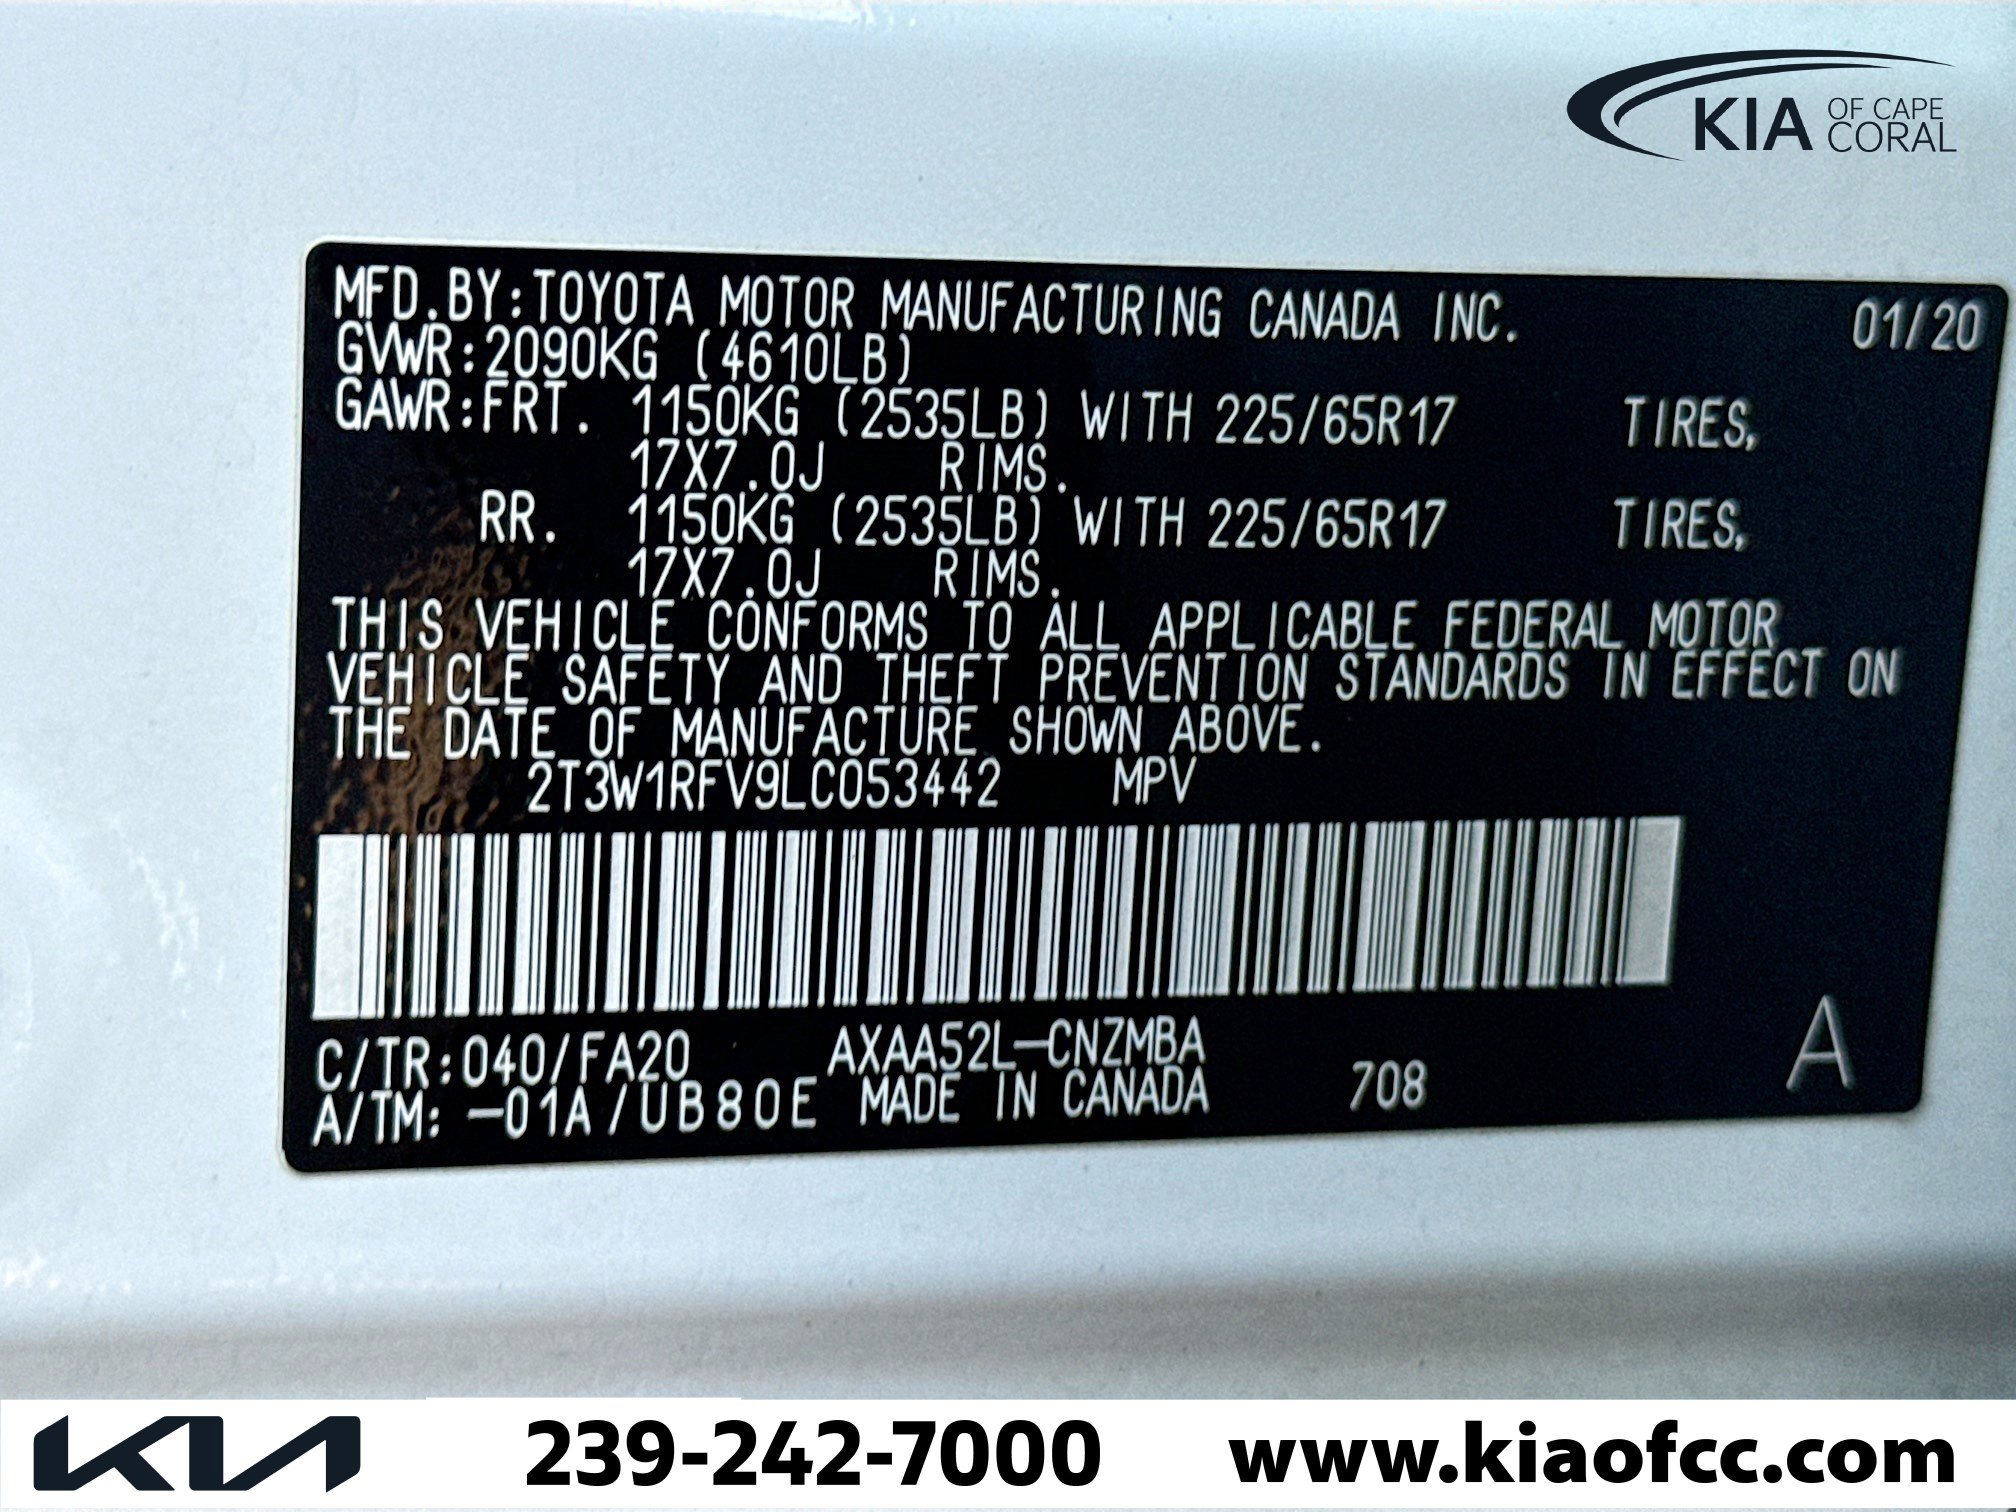 KIA OF CAPE CORAL
MFD.BY:TOYOTA MOTOR MANUFACTURING CANADA INC. 01/20
GVWR:2090KG (4610LB)
GAWR:FRT. 1150KG (2535LB) WITH 225/65R17 TIRES,
17X7.0J RIMS.
RR. 1150KG (2535LB) WITH 225/65R17 TIRES,
17X7.0J RIMS.
THIS VEHICLE CONFORMS TO ALL APPLICABLE FEDERAL MOTOR
VEHICLE SAFETY AND THEFT PREVENTION STANDARDS IN EFFECT ON
THE DATE OF MANUFACTURE SHOWN ABOVE.
2T3W1RFV9LC053442 MPV
C/TR:040/FA20 AXAA52L-CNZMBA
A/TM:-01A/UB80E MADE IN CANADA 708 A
KIA 239-242-7000 www.kiaofcc.com